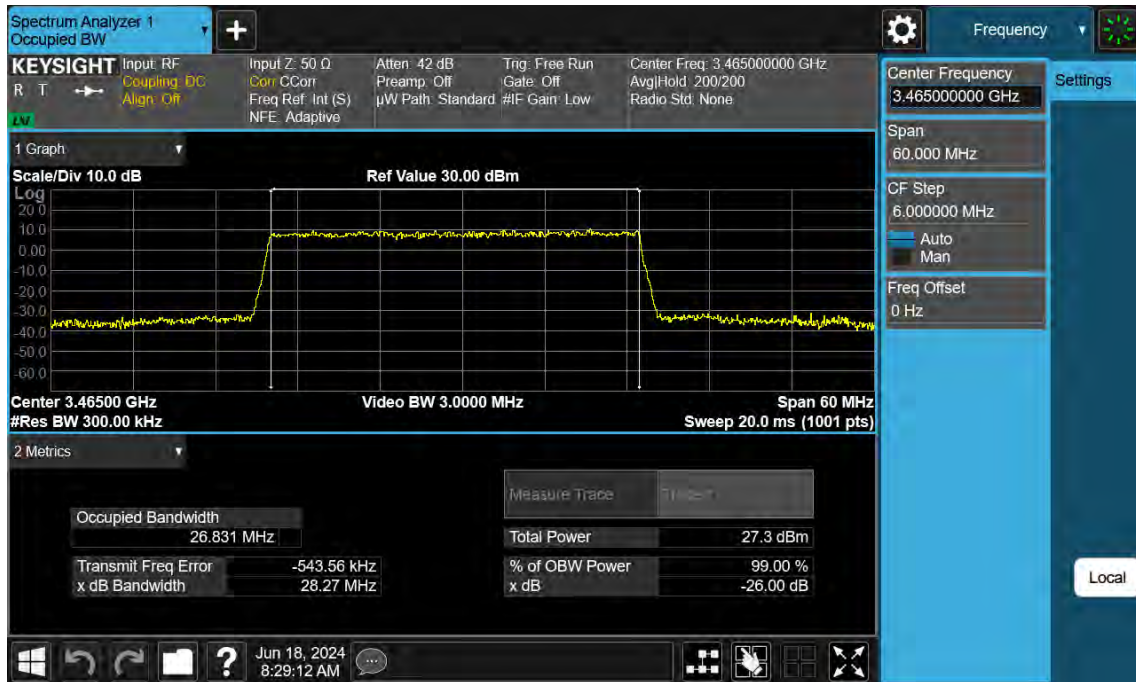 Spectrum Analyzer 1
Occupied BW
+
Frequency
KEYSIGHT
R T
Input: RF
Coupling: DC
Align: Off
Input Z: 50 Ω
Corr CCorr
Freq Ref: Int (S)
NFE: Adaptive
Atten: 42 dB
Preamp: Off
µW Path: Standard
Trig: Free Run
Gate: Off
#IF Gain: Low
Center Freq: 3.465000000 GHz
Avg|Hold: 200/200
Radio Std: None
Center Frequency
3.465000000 GHz
Settings
Span
60.000 MHz
CF Step
6.000000 MHz
Auto
Man
Freq Offset
0 Hz
1 Graph
Scale/Div 10.0 dB
Ref Value 30.00 dBm
Log
20.0
10.0
0.00
-10.0
-20.0
-30.0
-40.0
-50.0
-60.0
Center 3.46500 GHz
Video BW 3.0000 MHz
Span 60 MHz
#Res BW 300.00 kHz
Sweep 20.0 ms (1001 pts)
2 Metrics
Measure Trace
Occupied Bandwidth
26.831 MHz
Total Power
27.3 dBm
Transmit Freq Error
-543.56 kHz
% of OBW Power
99.00 %
x dB Bandwidth
28.27 MHz
x dB
-26.00 dB
Local
?
Jun 18, 2024
8:29:12 AM